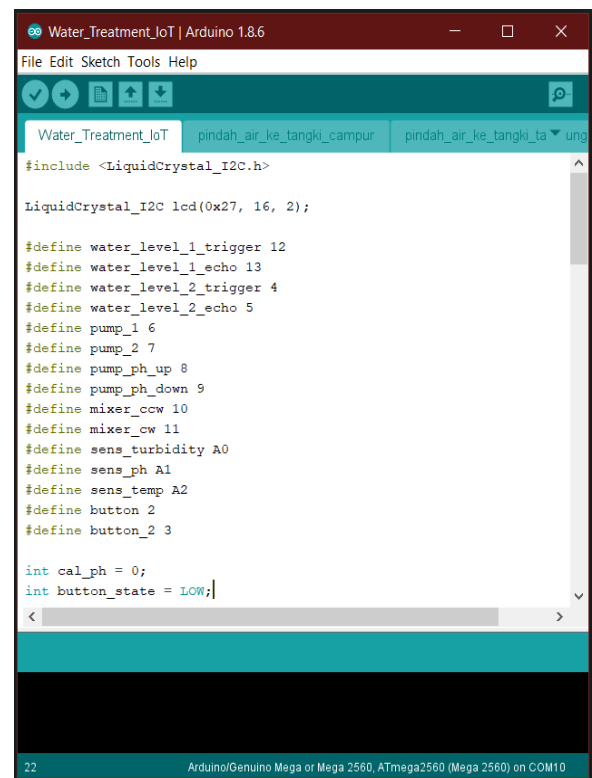 Water_Treatment_IoT | Arduino 1.8.6
File Edit Sketch Tools Help
Water_Treatment_IoT pindah_air_ke_tangki_campur pindah_air_ke_tangki_ta ung
#include <LiquidCrystal_I2C.h>
LiquidCrystal_I2C lcd(0x27, 16, 2);
#define water_level_1_trigger 12
#define water_level_1_echo 13
#define water_level_2_trigger 4
#define water_level_2_echo 5
#define pump_1 6
#define pump_2 7
#define pump_ph_up 8
#define pump_ph_down 9
#define mixer_ccw 10
#define mixer_cw 11
#define sens_turbidity A0
#define sens_ph A1
#define sens_temp A2
#define button 2
#define button_2 3
int cal_ph = 0;
int button_state = LOW;
22 Arduino/Genuino Mega or Mega 2560, ATmega2560 (Mega 2560) on COM10